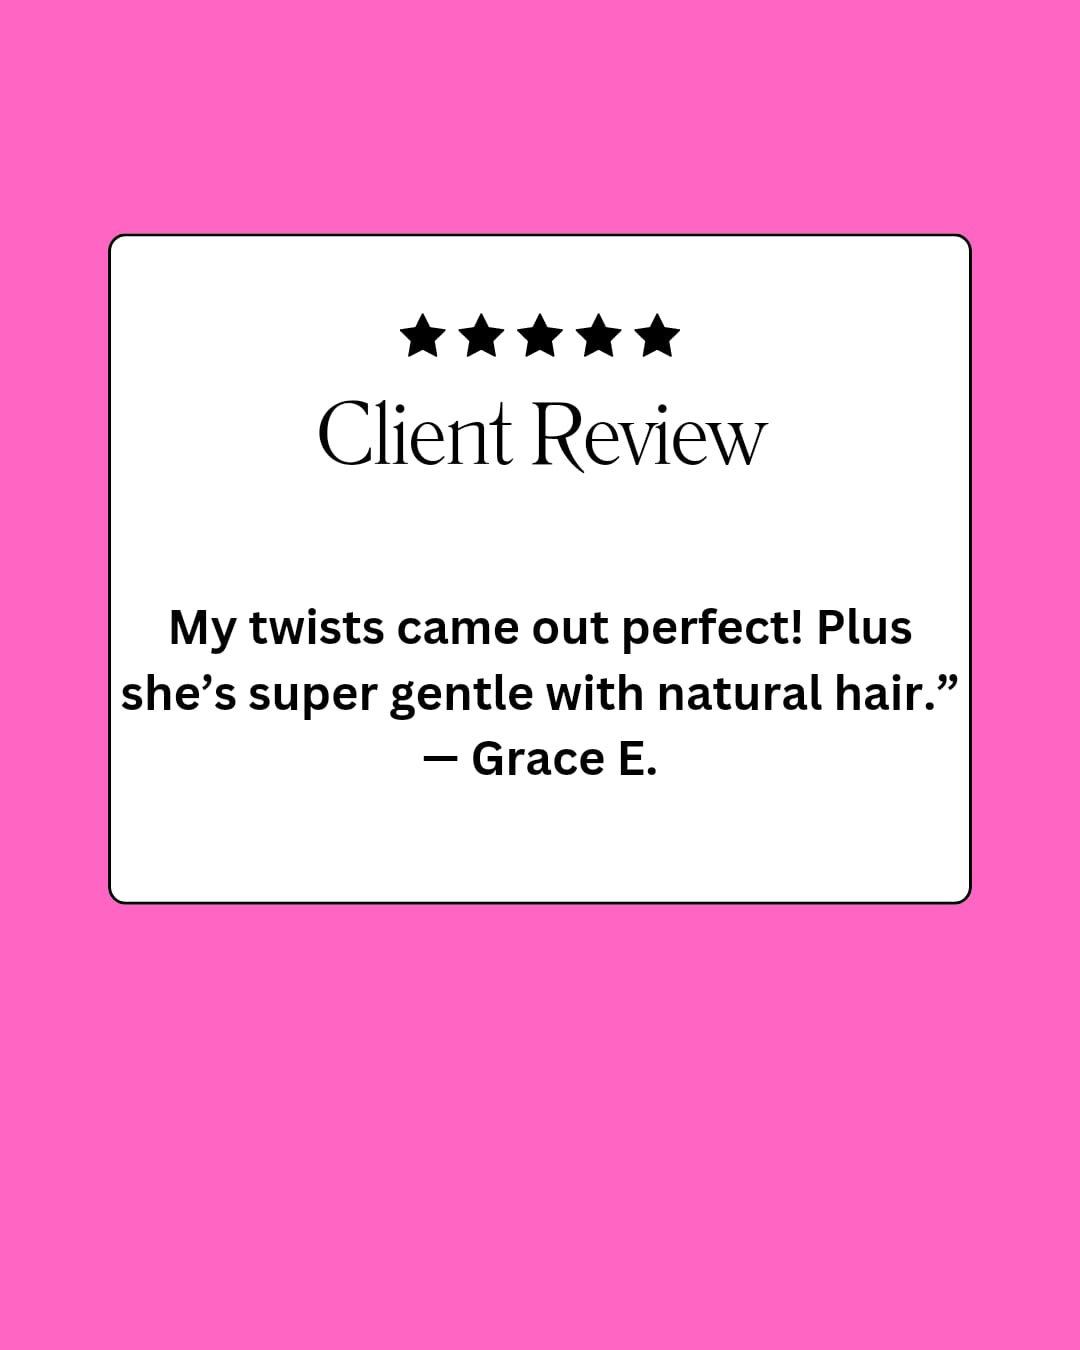 Client Review
My twists came out perfect! Plus
she’s super gentle with natural hair.”
— Grace E.